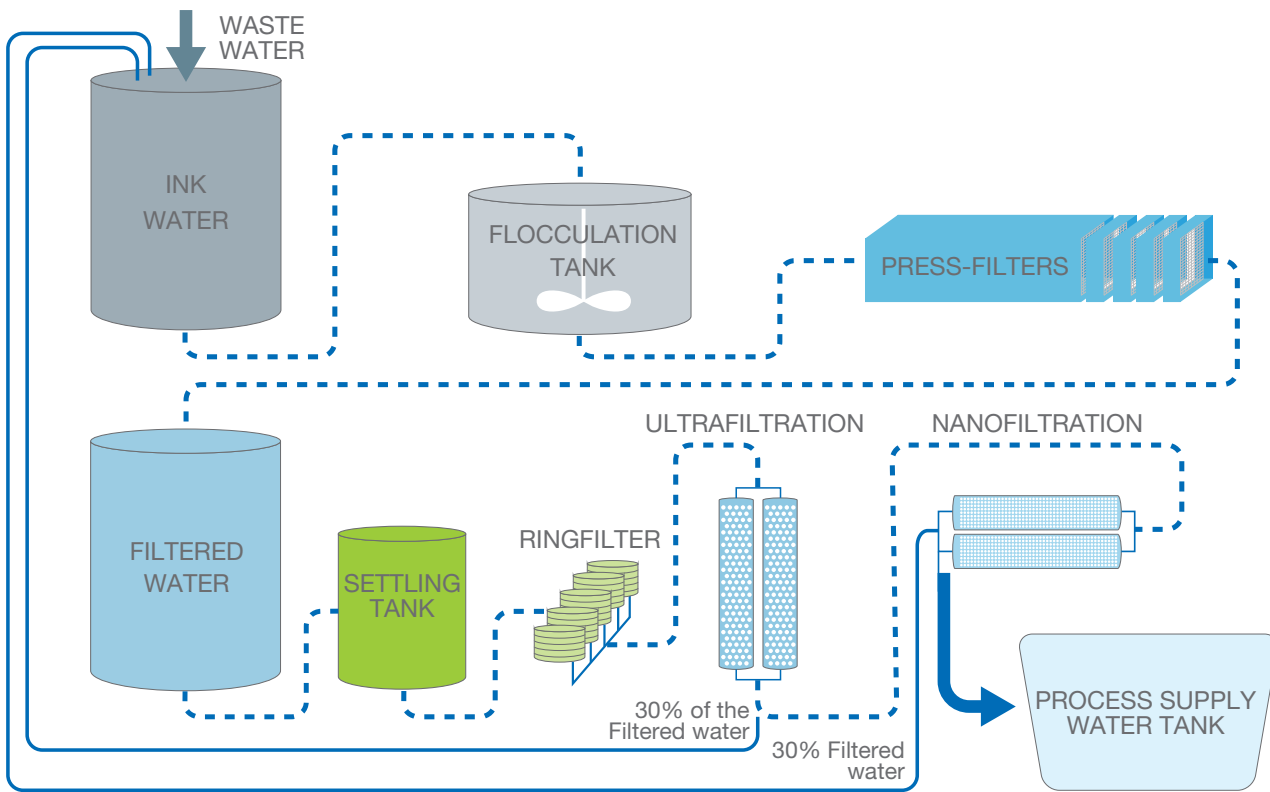 WASTE
WATER
INK
WATER
FLOCCULATION
TANK
PRESS-FILTERS
ULTRAFILTRATION
NANOFILTRATION
FILTERED
WATER
SETTLING
TANK
RINGFILTER
30% of the
Filtered water
30% Filtered
water
PROCESS SUPPLY
WATER TANK